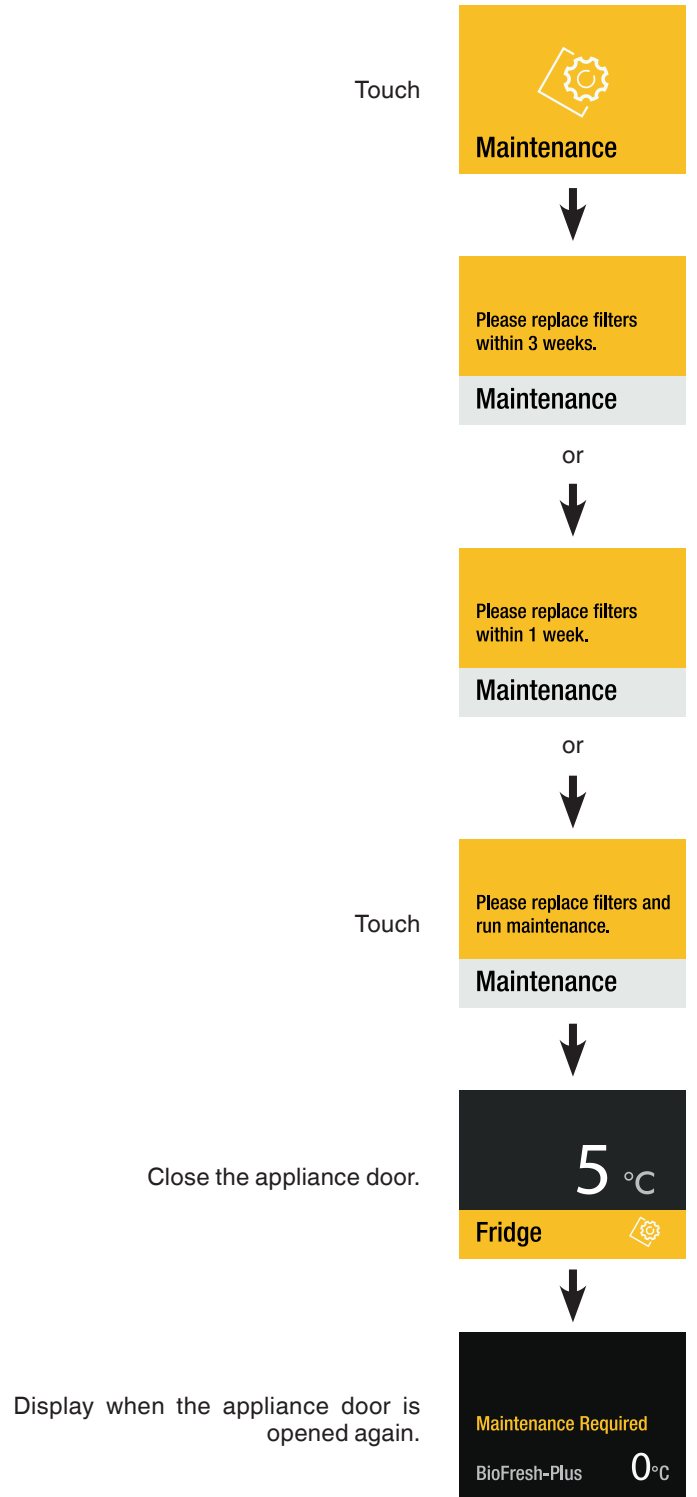 Touch
Maintenance
Please replace filters
within 3 weeks.
Maintenance
or
Please replace filters
within 1 week.
Maintenance
or
Touch
Please replace filters and
run maintenance.
Maintenance
Close the appliance door.
5 °C
Fridge
Display when the appliance door is
opened again.
Maintenance Required
BioFresh-Plus 0°C